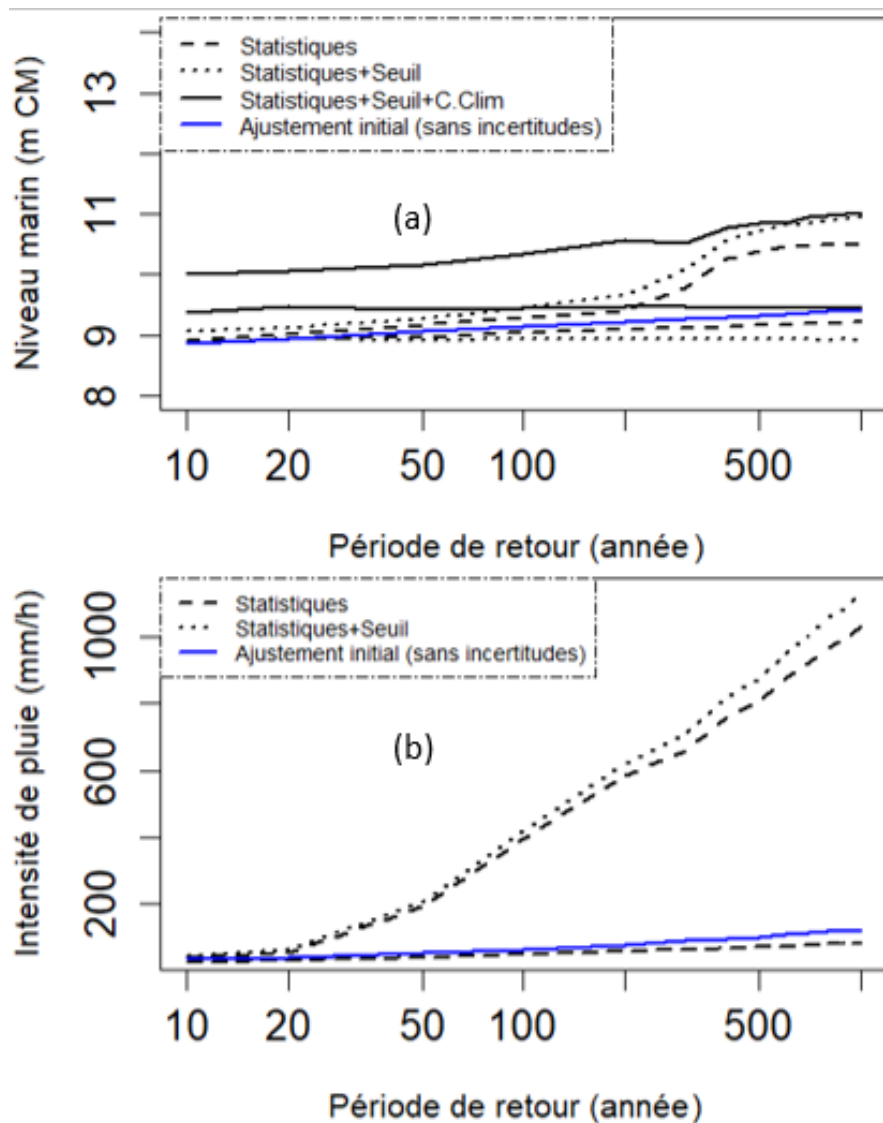 Statistiques
Statistiques+Seuil
Statistiques+Seuil+C.Clim
Ajustement initial (sans incertitudes)
(a)
Niveau marin (m CM)
13
11
9
8
10 20 50 100 500
Période de retour (année)
Statistiques
Statistiques+Seuil
Ajustement initial (sans incertitudes)
(b)
Intensité de pluie (mm/h)
1000
600
200
10 20 50 100 500
Période de retour (année)